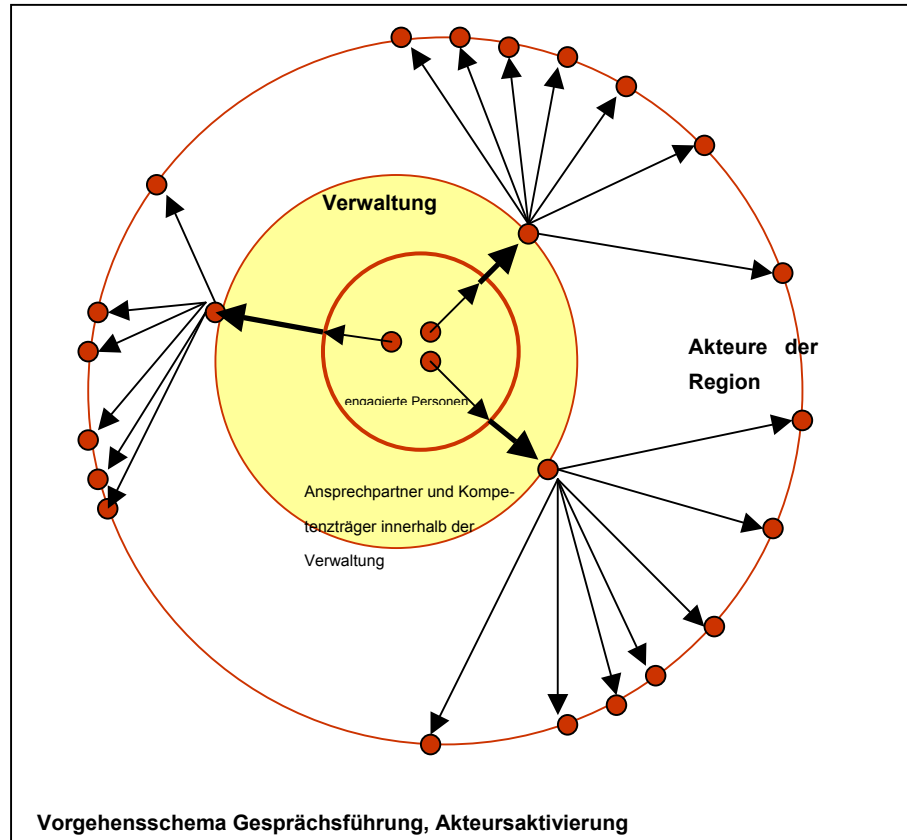 Verwaltung
Akteure der
Region
engagierte Personen
Ansprechpartner und Kompe-
tenzträger innerhalb der
Verwaltung
Vorgehensschema Gesprächsführung, Akteursaktivierung